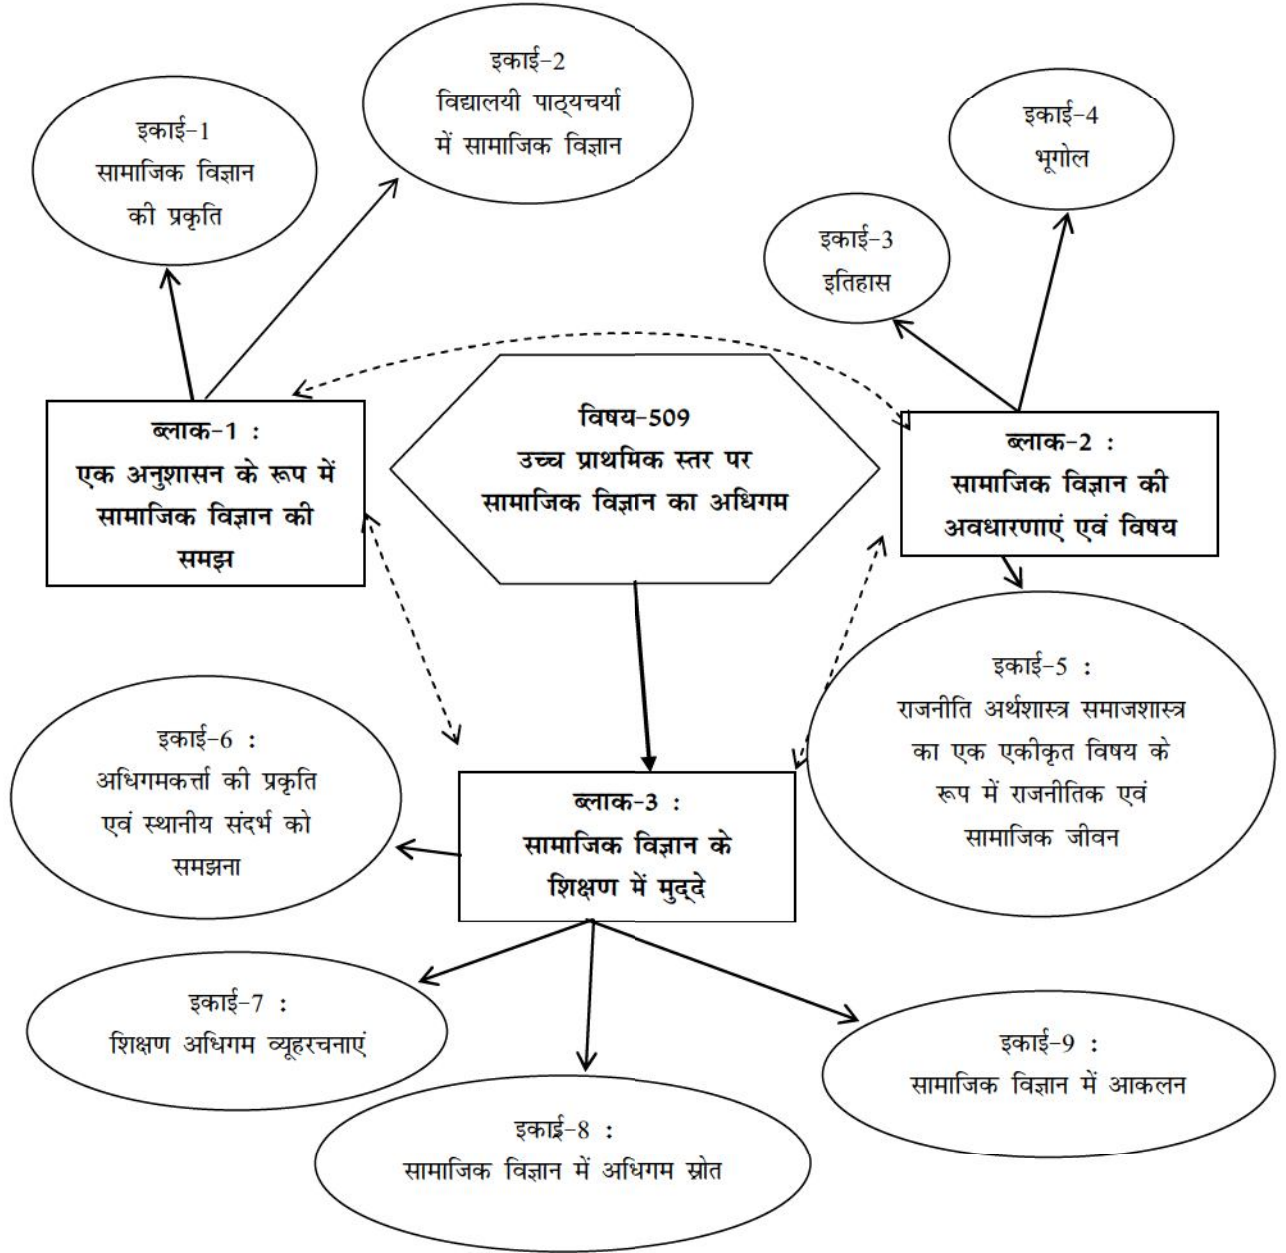 इकाई-1
सामाजिक विज्ञान
की प्रकृति
इकाई-2
विद्यालयी पाठ्यचर्या
में सामाजिक विज्ञान
इकाई-4
भूगोल
इकाई-3
इतिहास
ब्लाक-1 :
एक अनुशासन के रूप में
सामाजिक विज्ञान की
समझ
विषय-509
उच्च प्राथमिक स्तर पर
सामाजिक विज्ञान का अधिगम
ब्लाक-2 :
सामाजिक विज्ञान की
अवधारणाएं एवं विषय
इकाई-5 :
राजनीति अर्थशास्त्र समाजशास्त्र
का एक एकीकृत विषय के
रूप में राजनीतिक एवं
सामाजिक जीवन
इकाई-6 :
अधिगमकर्त्ता की प्रकृति
एवं स्थानीय संदर्भ को
समझना
ब्लाक-3 :
सामाजिक विज्ञान के
शिक्षण में मुद्दे
इकाई-7 :
शिक्षण अधिगम व्यूहरचनाएं
इकाई-9 :
सामाजिक विज्ञान में आकलन
इकाई-8 :
सामाजिक विज्ञान में अधिगम स्रोत